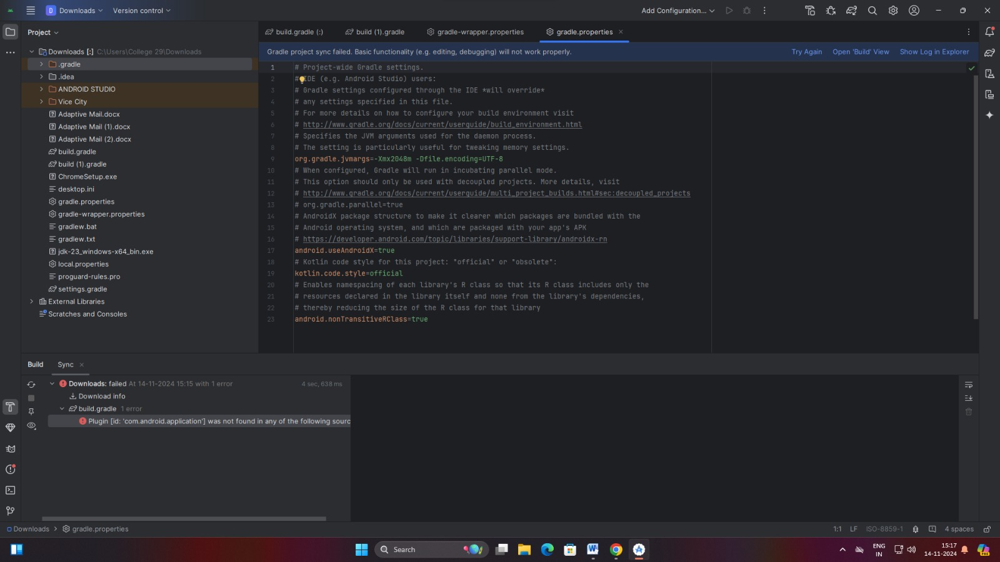 D Downloads
Version control
Add Configuration...
Project
build.gradle (:)
build (1).gradle
gradle-wrapper.properties
gradle.properties
Gradle project sync failed. Basic functionality (e.g. editing, debugging) will not work properly.
Try Again
Open 'Build' View
Show Log in Explorer
Downloads [:] C:\Users\College 29\Downloads
.gradle
.idea
ANDROID STUDIO
Vice City
Adaptive Mail.docx
Adaptive Mail (1).docx
Adaptive Mail (2).docx
build.gradle
build (1).gradle
ChromeSetup.exe
desktop.ini
gradle.properties
gradle-wrapper.properties
gradlew.bat
gradlew.txt
jdk-23_windows-x64_bin.exe
local.properties
proguard-rules.pro
settings.gradle
External Libraries
Scratches and Consoles
1 # Project-wide Gradle settings.
2 # IDE (e.g. Android Studio) users:
3 # Gradle settings configured through the IDE *will override*
4 # any settings specified in this file.
5 # For more details on how to configure your build environment visit
6 # http://www.gradle.org/docs/current/userguide/build_environment.html
7 # Specifies the JVM arguments used for the daemon process.
8 # The setting is particularly useful for tweaking memory settings.
9 org.gradle.jvmargs=-Xmx2048m -Dfile.encoding=UTF-8
10 # When configured, Gradle will run in incubating parallel mode.
11 # This option should only be used with decoupled projects. More details, visit
12 # http://www.gradle.org/docs/current/userguide/multi_project_builds.html#sec:decoupled_projects
13 # org.gradle.parallel=true
14 # AndroidX package structure to make it clearer which packages are bundled with the
15 # Android operating system, and which are packaged with your app's APK
16 # https://developer.android.com/topic/libraries/support-library/androidx-rn
17 android.useAndroidX=true
18 # Kotlin code style for this project: "official" or "obsolete":
19 kotlin.code.style=official
20 # Enables namespacing of each library's R class so that its R class includes only the
21 # resources declared in the library itself and none from the library's dependencies,
22 # thereby reducing the size of the R class for that library
23 android.nonTransitiveRClass=true
Build
Sync
Downloads: failed At 14-11-2024 15:15 with 1 error 4 sec, 638 ms
Download info
build.gradle 1 error
Plugin [id: 'com.android.application'] was not found in any of the following sourc
Downloads > gradle.properties
1:1 LF ISO-8859-1 4 spaces
Search
ENG
IN
15:17
14-11-2024
PRE